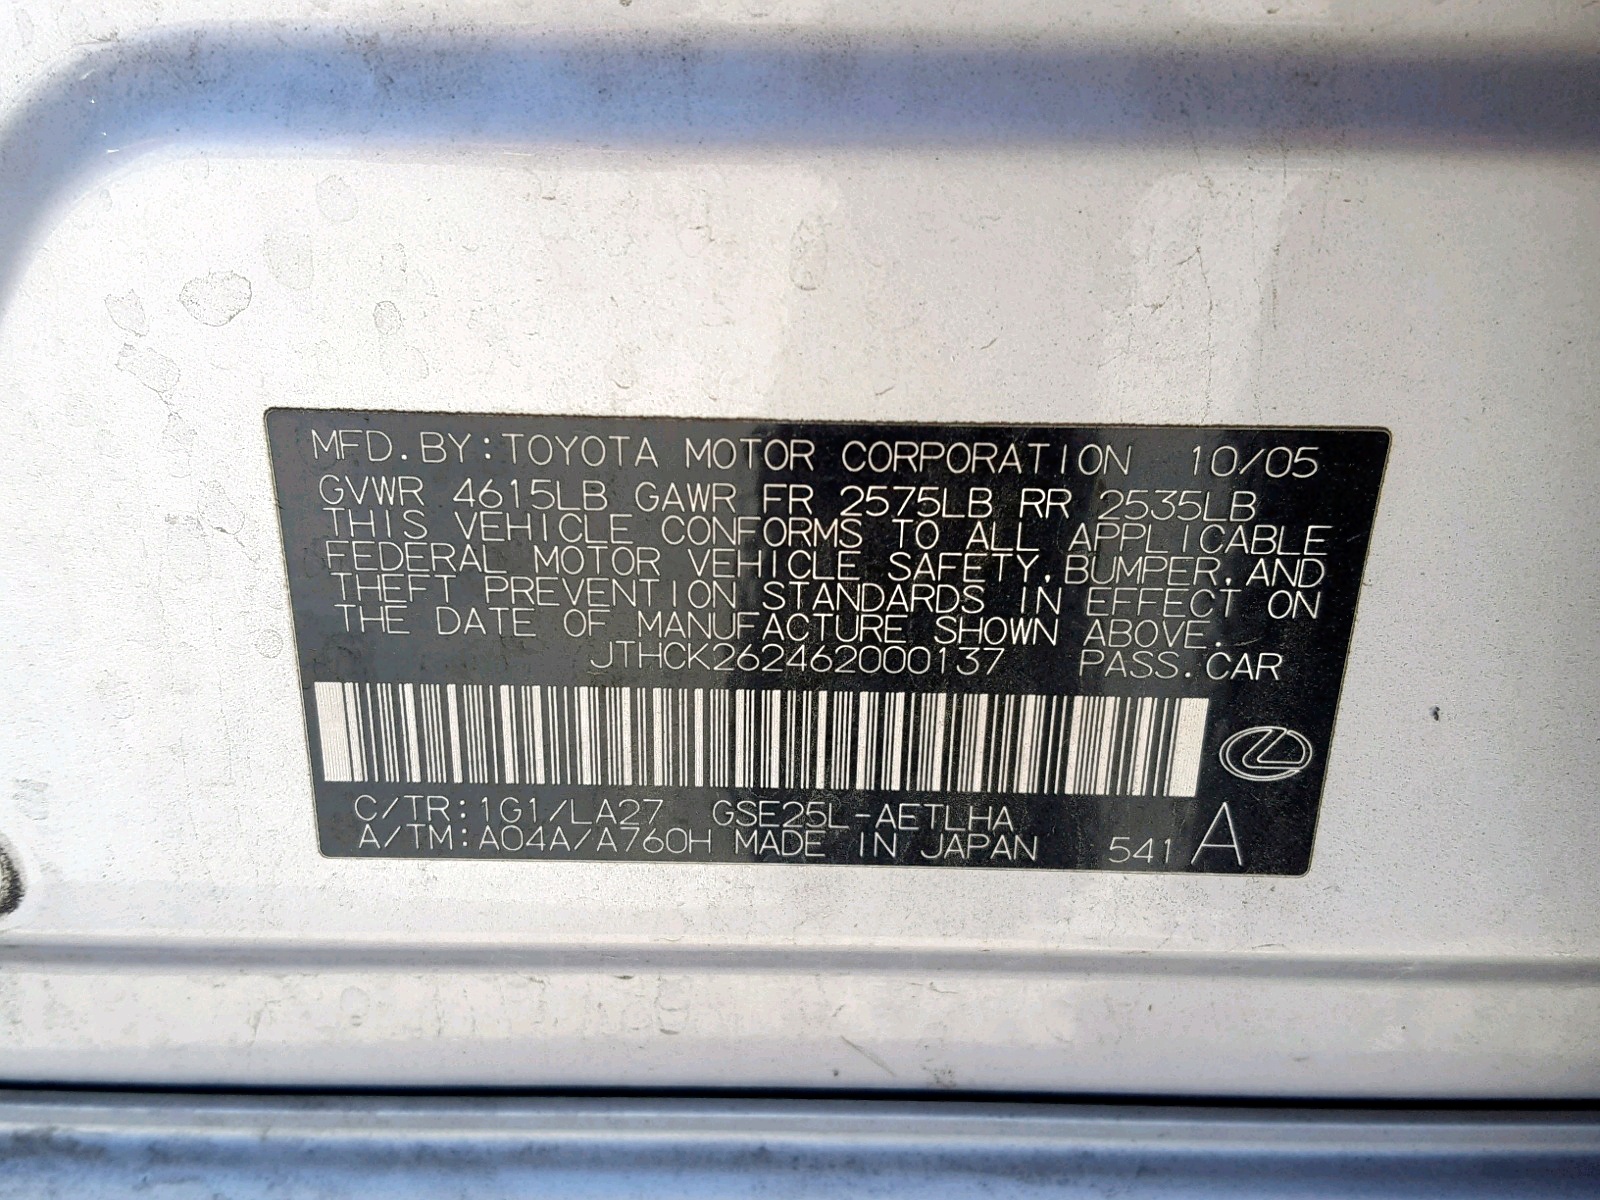 MFD. BY: TOYOTA MOTOR CORPORATION 10/05
GVWR 4615LB GAWR FR 2575LB RR 2535LB
THIS VEHICLE CONFORMS TO ALL APPLICABLE
FEDERAL MOTOR VEHICLE SAFETY, BUMPER, AND
THEFT PREVENTION STANDARDS IN EFFECT ON
THE DATE OF MANUFACTURE SHOWN ABOVE.
JTHCK262462000137 PASS. CAR
C/TR: 1G1/LA27 GSE25L-AETLHA
A/TM: A04A/A760H MADE IN JAPAN 541 A